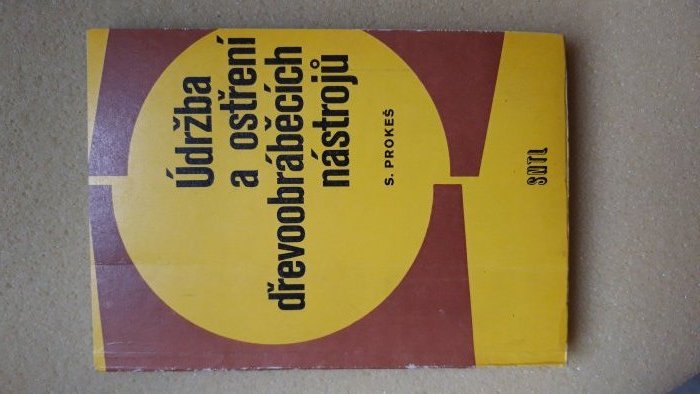 Údržba
a ostření
dřevoobráběcích
nástrojů
S. PROKEŠ
SNTL